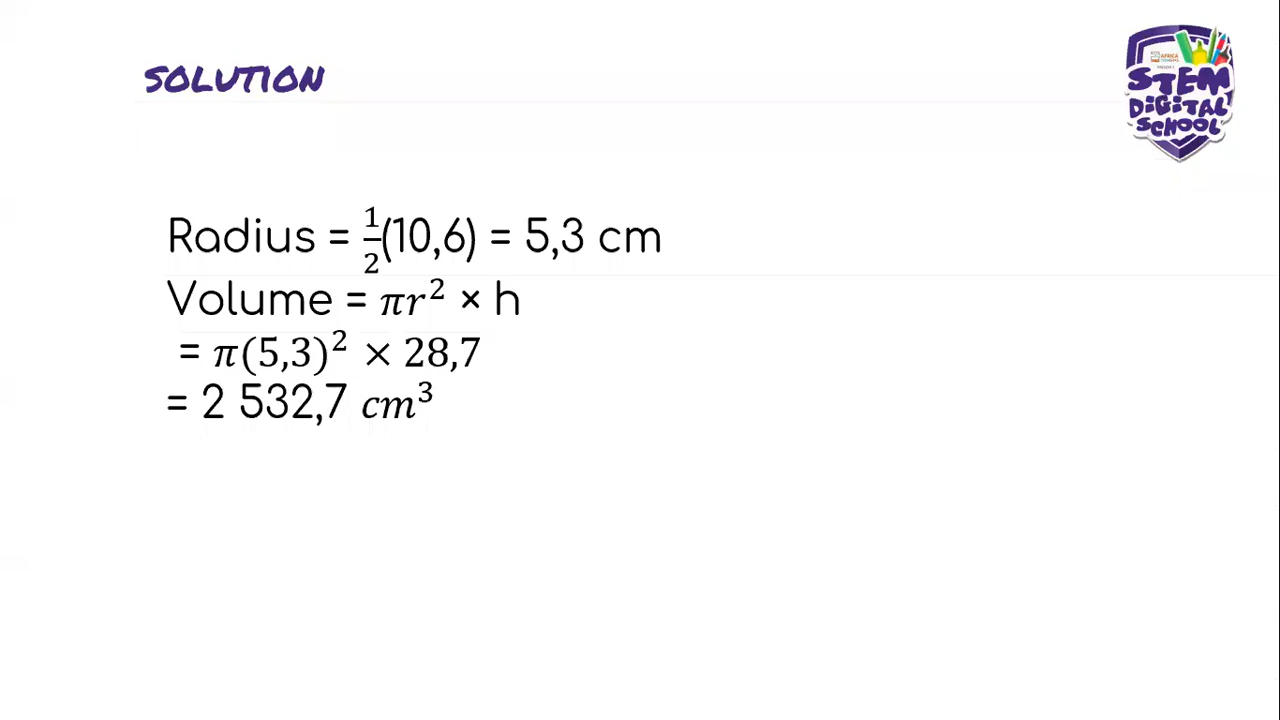 SOLUTION
STEM
DIGITAL
SCHOOL
Radius = 1/2(10,6) = 5,3 cm
Volume = πr² × h
= π(5,3)² × 28,7
= 2 532,7 cm³